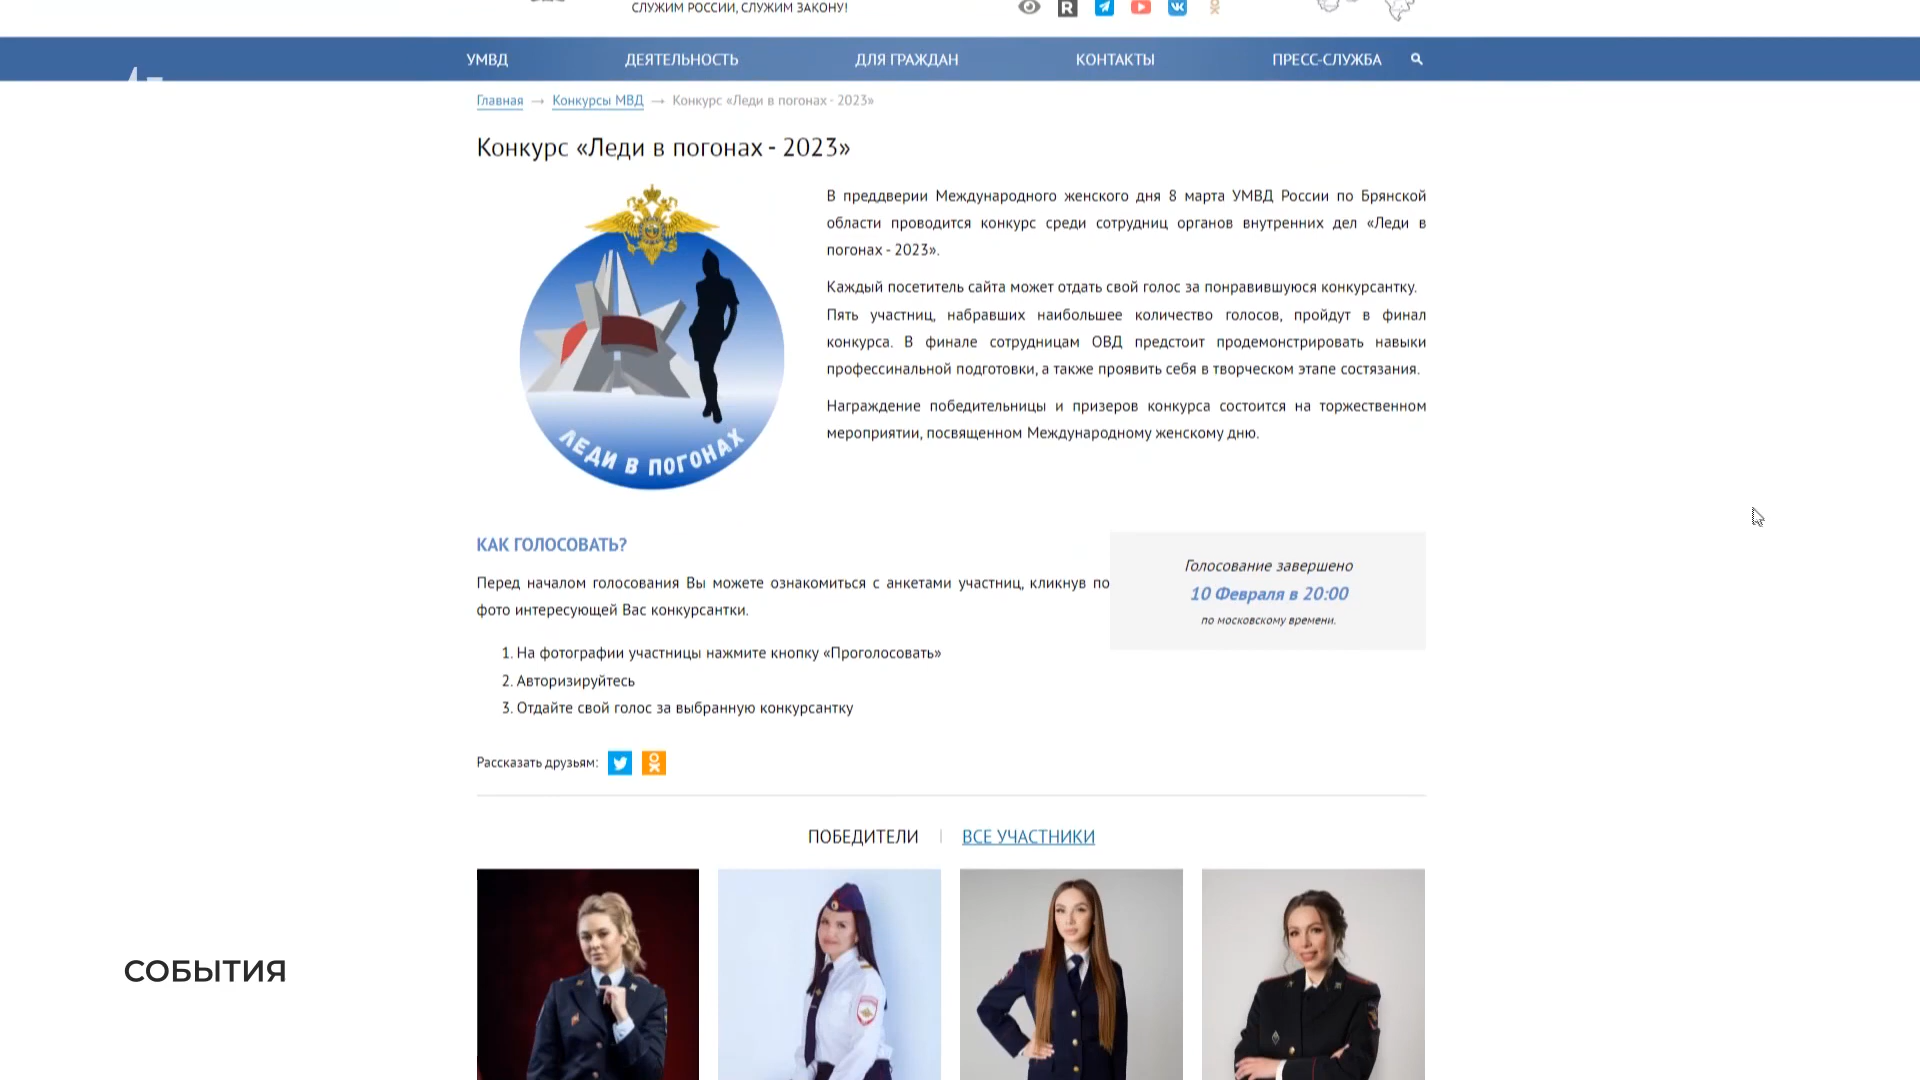 СЛУЖИМ РОССИИ, СЛУЖИМ ЗАКОНУ!
УМВД ДЕЯТЕЛЬНОСТЬ ДЛЯ ГРАЖДАН КОНТАКТЫ ПРЕСС-СЛУЖБА
Главная → Конкурсы МВД → Конкурс «Леди в погонах - 2023»
Конкурс «Леди в погонах - 2023»
ЛЕДИ В ПОГОНАХ
В преддверии Международного женского дня 8 марта УМВД России по Брянской
области проводится конкурс среди сотрудниц органов внутренних дел «Леди в
погонах - 2023».
Каждый посетитель сайта может отдать свой голос за понравившуюся конкурсантку.
Пять участниц, набравших наибольшее количество голосов, пройдут в финал
конкурса. В финале сотрудницам ОВД предстоит продемонстрировать навыки
профессинальной подготовки, а также проявить себя в творческом этапе состязания.
Награждение победительницы и призеров конкурса состоится на торжественном
мероприятии, посвященном Международному женскому дню.
КАК ГОЛОСОВАТЬ?
Перед началом голосования Вы можете ознакомиться с анкетами участниц, кликнув по
фото интересующей Вас конкурсантки.
1. На фотографии участницы нажмите кнопку «Проголосовать»
2. Авторизируйтесь
3. Отдайте свой голос за выбранную конкурсантку
Голосование завершено
10 Февраля в 20:00
по московскому времени.
Рассказать друзьям:
ПОБЕДИТЕЛИ | ВСЕ УЧАСТНИКИ
СОБЫТИЯ